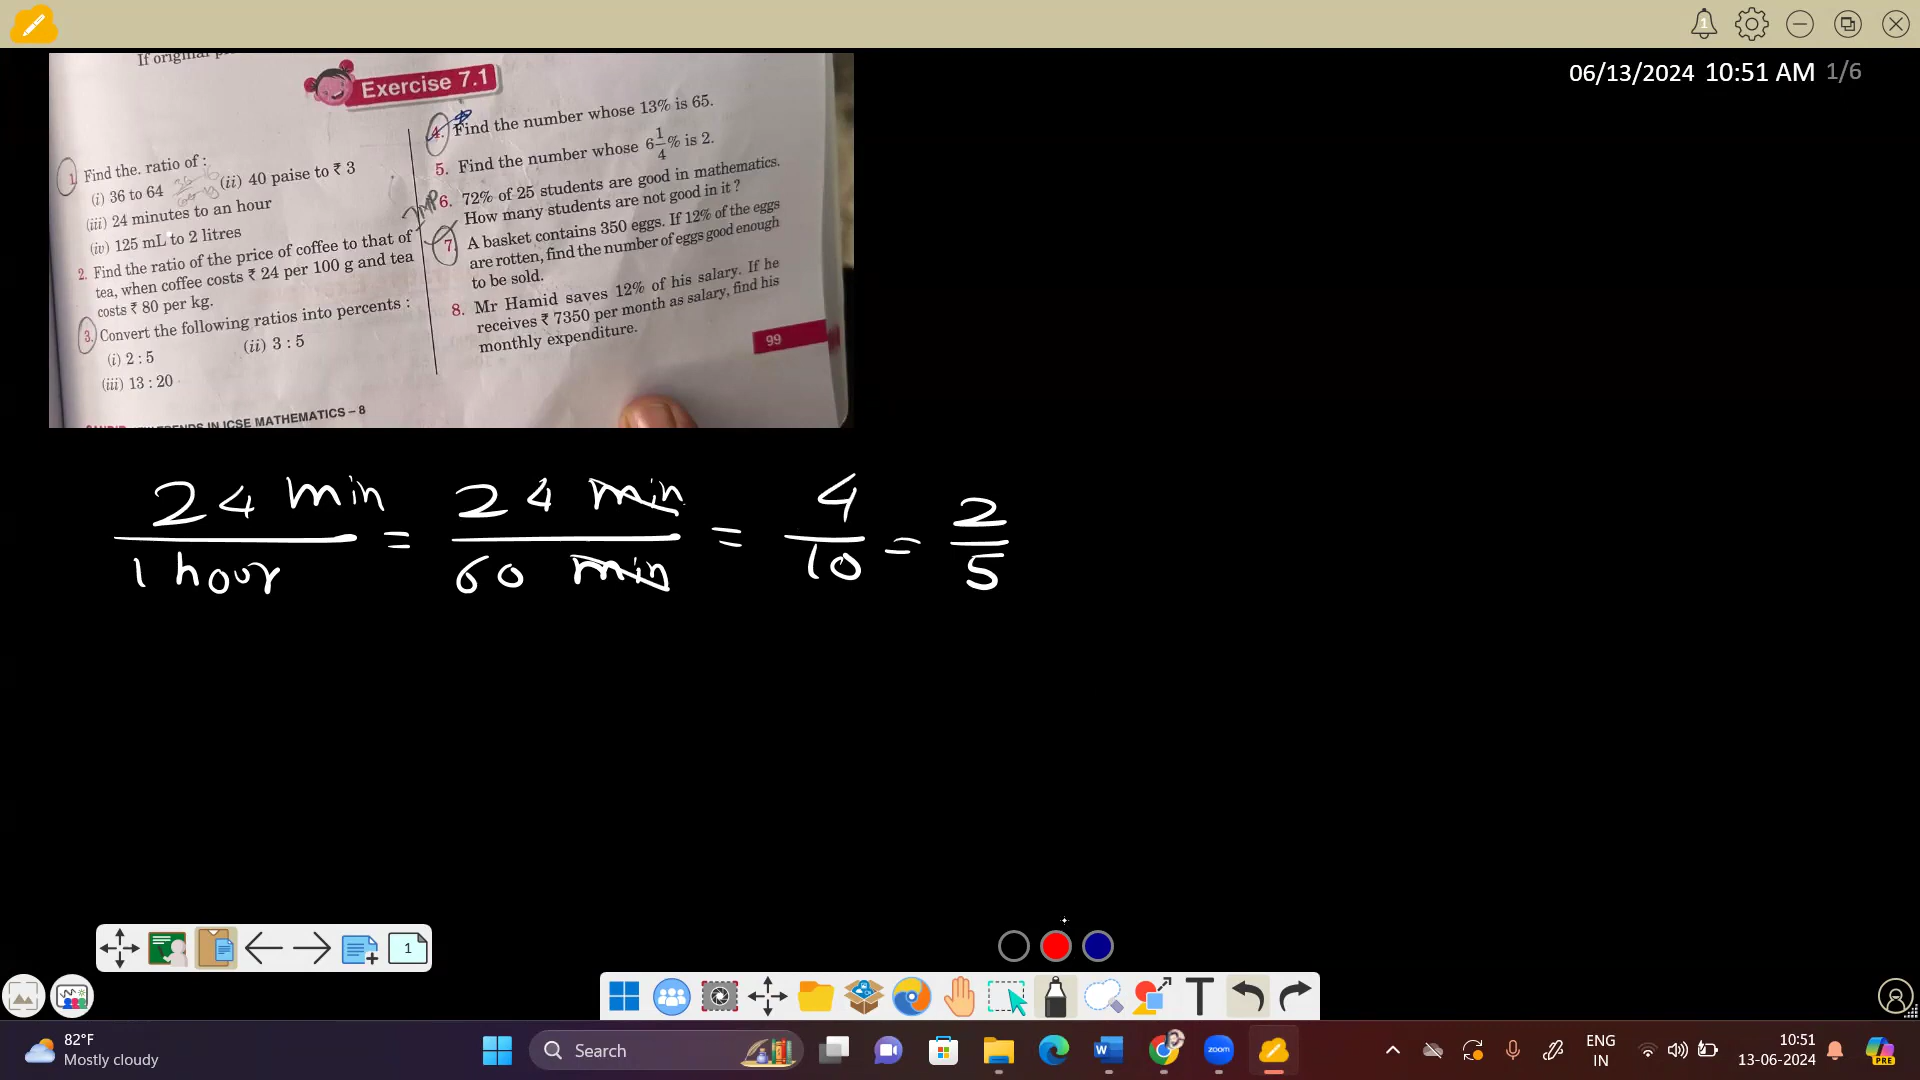 06/13/2024 10:51 AM 1/6
If original
Exercise 7.1
1. Find the. ratio of :
(i) 36 to 64
(ii) 40 paise to ₹ 3
(iii) 24 minutes to an hour
(iv) 125 mL to 2 litres
2. Find the ratio of the price of coffee to that of
tea, when coffee costs ₹ 24 per 100 g and tea
costs ₹ 80 per kg.
3. Convert the following ratios into percents :
(i) 2 : 5
(ii) 3 : 5
(iii) 13 : 20
TRENDS IN ICSE MATHEMATICS – 8
4. Find the number whose 13% is 65.
5. Find the number whose 6 1/4 % is 2.
IMP
6. 72% of 25 students are good in mathematics.
How many students are not good in it ?
7. A basket contains 350 eggs. If 12% of the eggs
are rotten, find the number of eggs good enough
to be sold.
8. Mr Hamid saves 12% of his salary. If he
receives ₹ 7350 per month as salary, find his
monthly expenditure.
99
24 min / 1 hour = 24 min / 60 min = 4/10 = 2/5
1
T
82°F
Mostly cloudy
Search
W
zoom
ENG
IN
10:51
13-06-2024
PRE